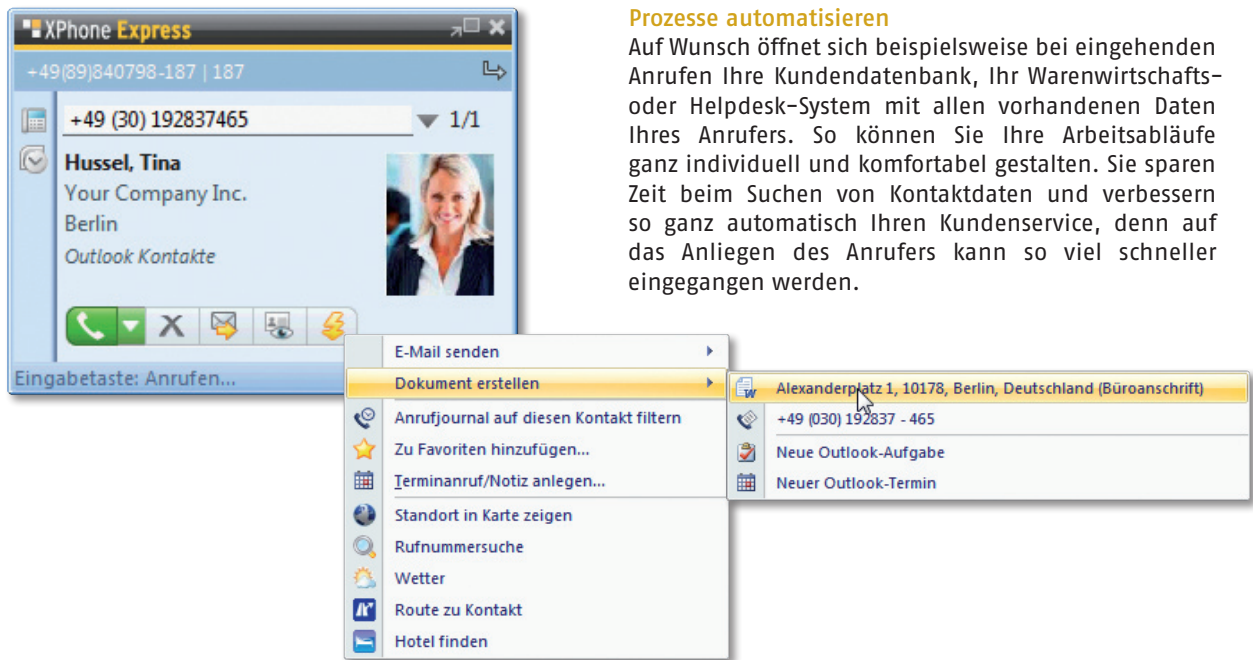 XPhone Express
+49(89)840798-187 | 187
+49 (30) 192837465
1/1
Hussel, Tina
Your Company Inc.
Berlin
Outlook Kontakte
Eingabetaste: Anrufen...
Prozesse automatisieren
Auf Wunsch öffnet sich beispielsweise bei eingehenden
Anrufen Ihre Kundendatenbank, Ihr Warenwirtschafts-
oder Helpdesk-System mit allen vorhandenen Daten
Ihres Anrufers. So können Sie Ihre Arbeitsabläufe
ganz individuell und komfortabel gestalten. Sie sparen
Zeit beim Suchen von Kontaktdaten und verbessern
so ganz automatisch Ihren Kundenservice, denn auf
das Anliegen des Anrufers kann so viel schneller
eingegangen werden.
E-Mail senden
Dokument erstellen
Anrufjournal auf diesen Kontakt filtern
Zu Favoriten hinzufügen...
Terminanruf/Notiz anlegen...
Standort in Karte zeigen
Rufnummersuche
Wetter
Route zu Kontakt
Hotel finden
Alexanderplatz 1, 10178, Berlin, Deutschland (Büroanschrift)
+49 (030) 192837 - 465
Neue Outlook-Aufgabe
Neuer Outlook-Termin